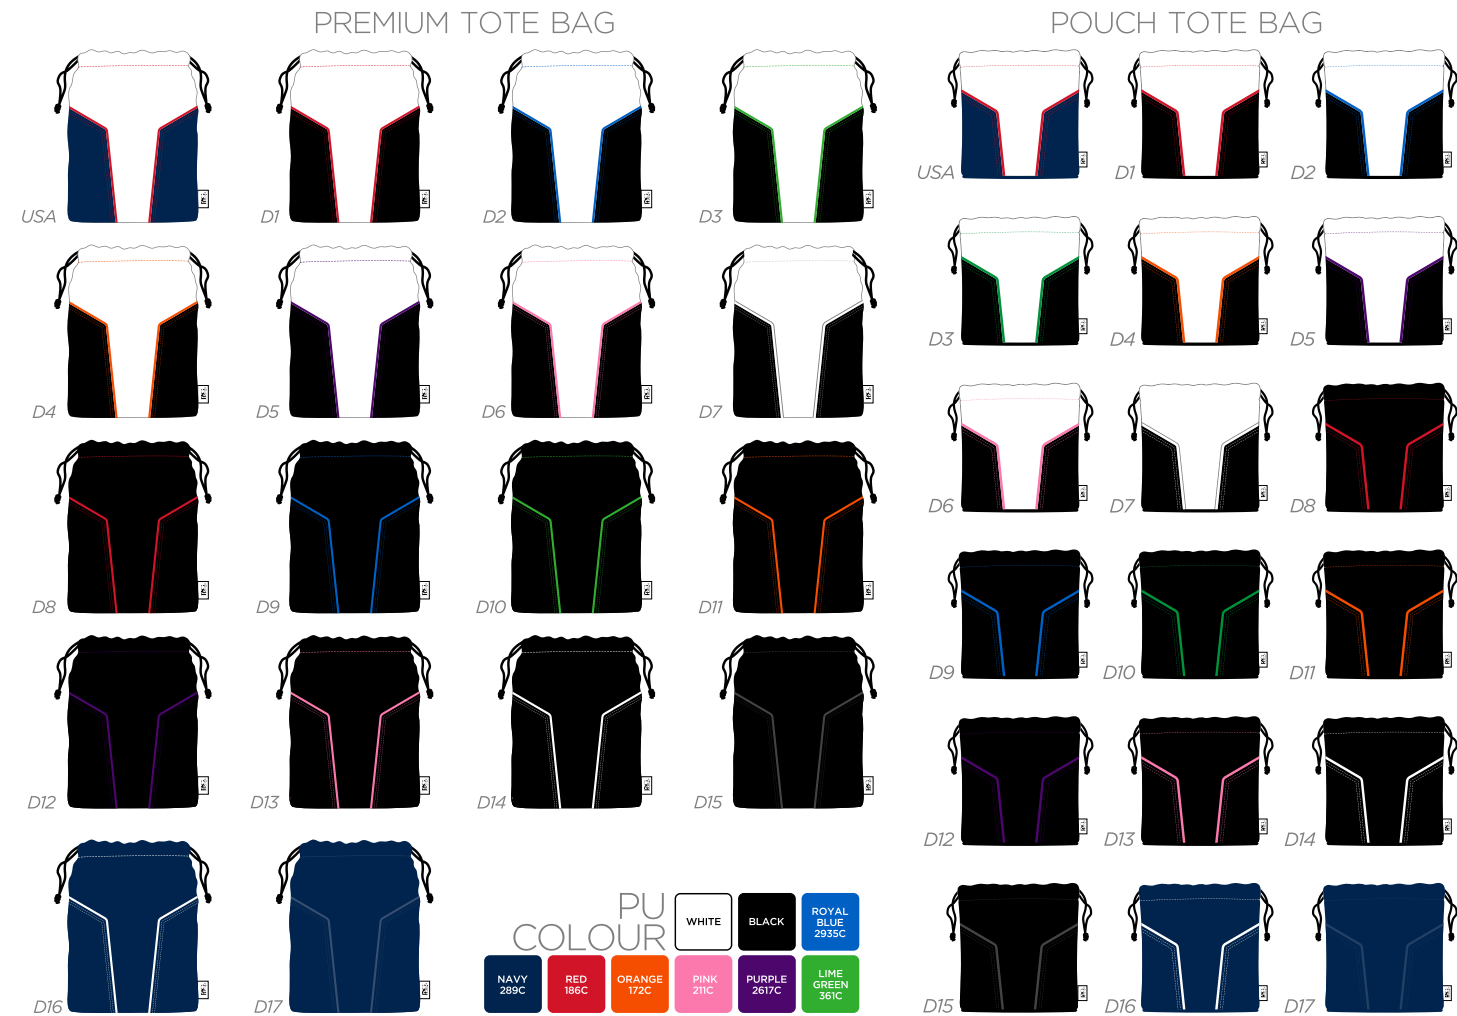 PREMIUM TOTE BAG
USA
D1
D2
D3
D4
D5
D6
D7
D8
D9
D10
D11
D12
D13
D14
D15
D16
D17
PU
COLOUR
WHITE
BLACK
ROYAL
BLUE
2935C
NAVY
289C
RED
186C
ORANGE
172C
PINK
211C
PURPLE
2617C
LIME
GREEN
361C
POUCH TOTE BAG
USA
D1
D2
D3
D4
D5
D6
D7
D8
D9
D10
D11
D12
D13
D14
D15
D16
D17